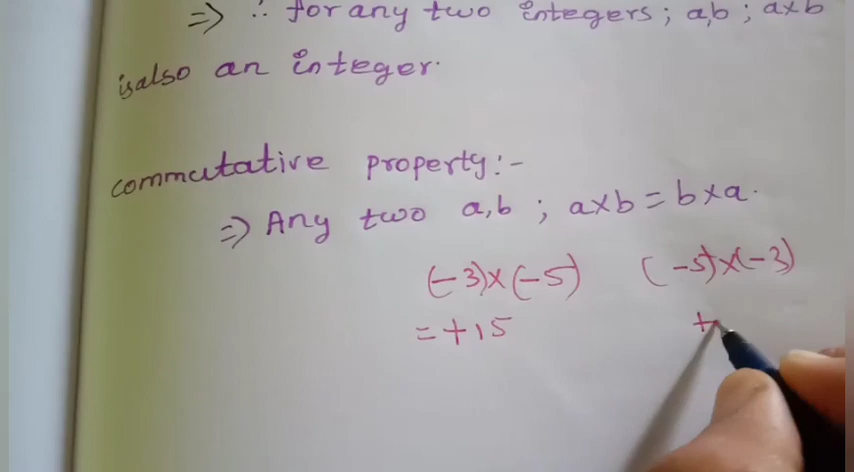 => ∴ for any two integers; a,b; a×b
is also an integer.
commutative property:-
=> Any two a,b ; a×b = b×a.
(-3)×(-5) (-5)×(-3)
= +15 +